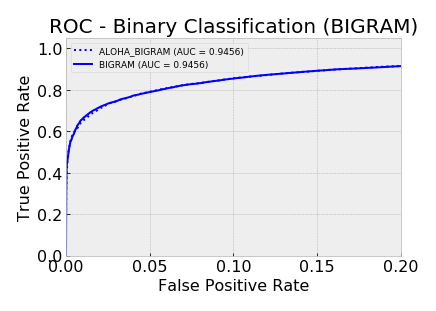 ROC - Binary Classification (BIGRAM)
ALOHA_BIGRAM (AUC = 0.9456)
BIGRAM (AUC = 0.9456)
True Positive Rate
1.0
0.8
0.6
0.4
0.2
0.0
0.00 0.05 0.10 0.15 0.20
False Positive Rate